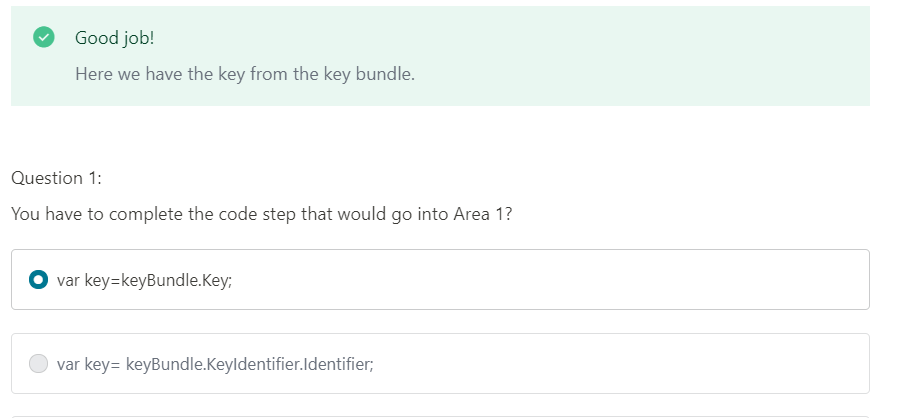 Good job!
Here we have the key from the key bundle.
Question 1:
You have to complete the code step that would go into Area 1?
var key=keyBundle.Key;
var key= keyBundle.KeyIdentifier.Identifier;